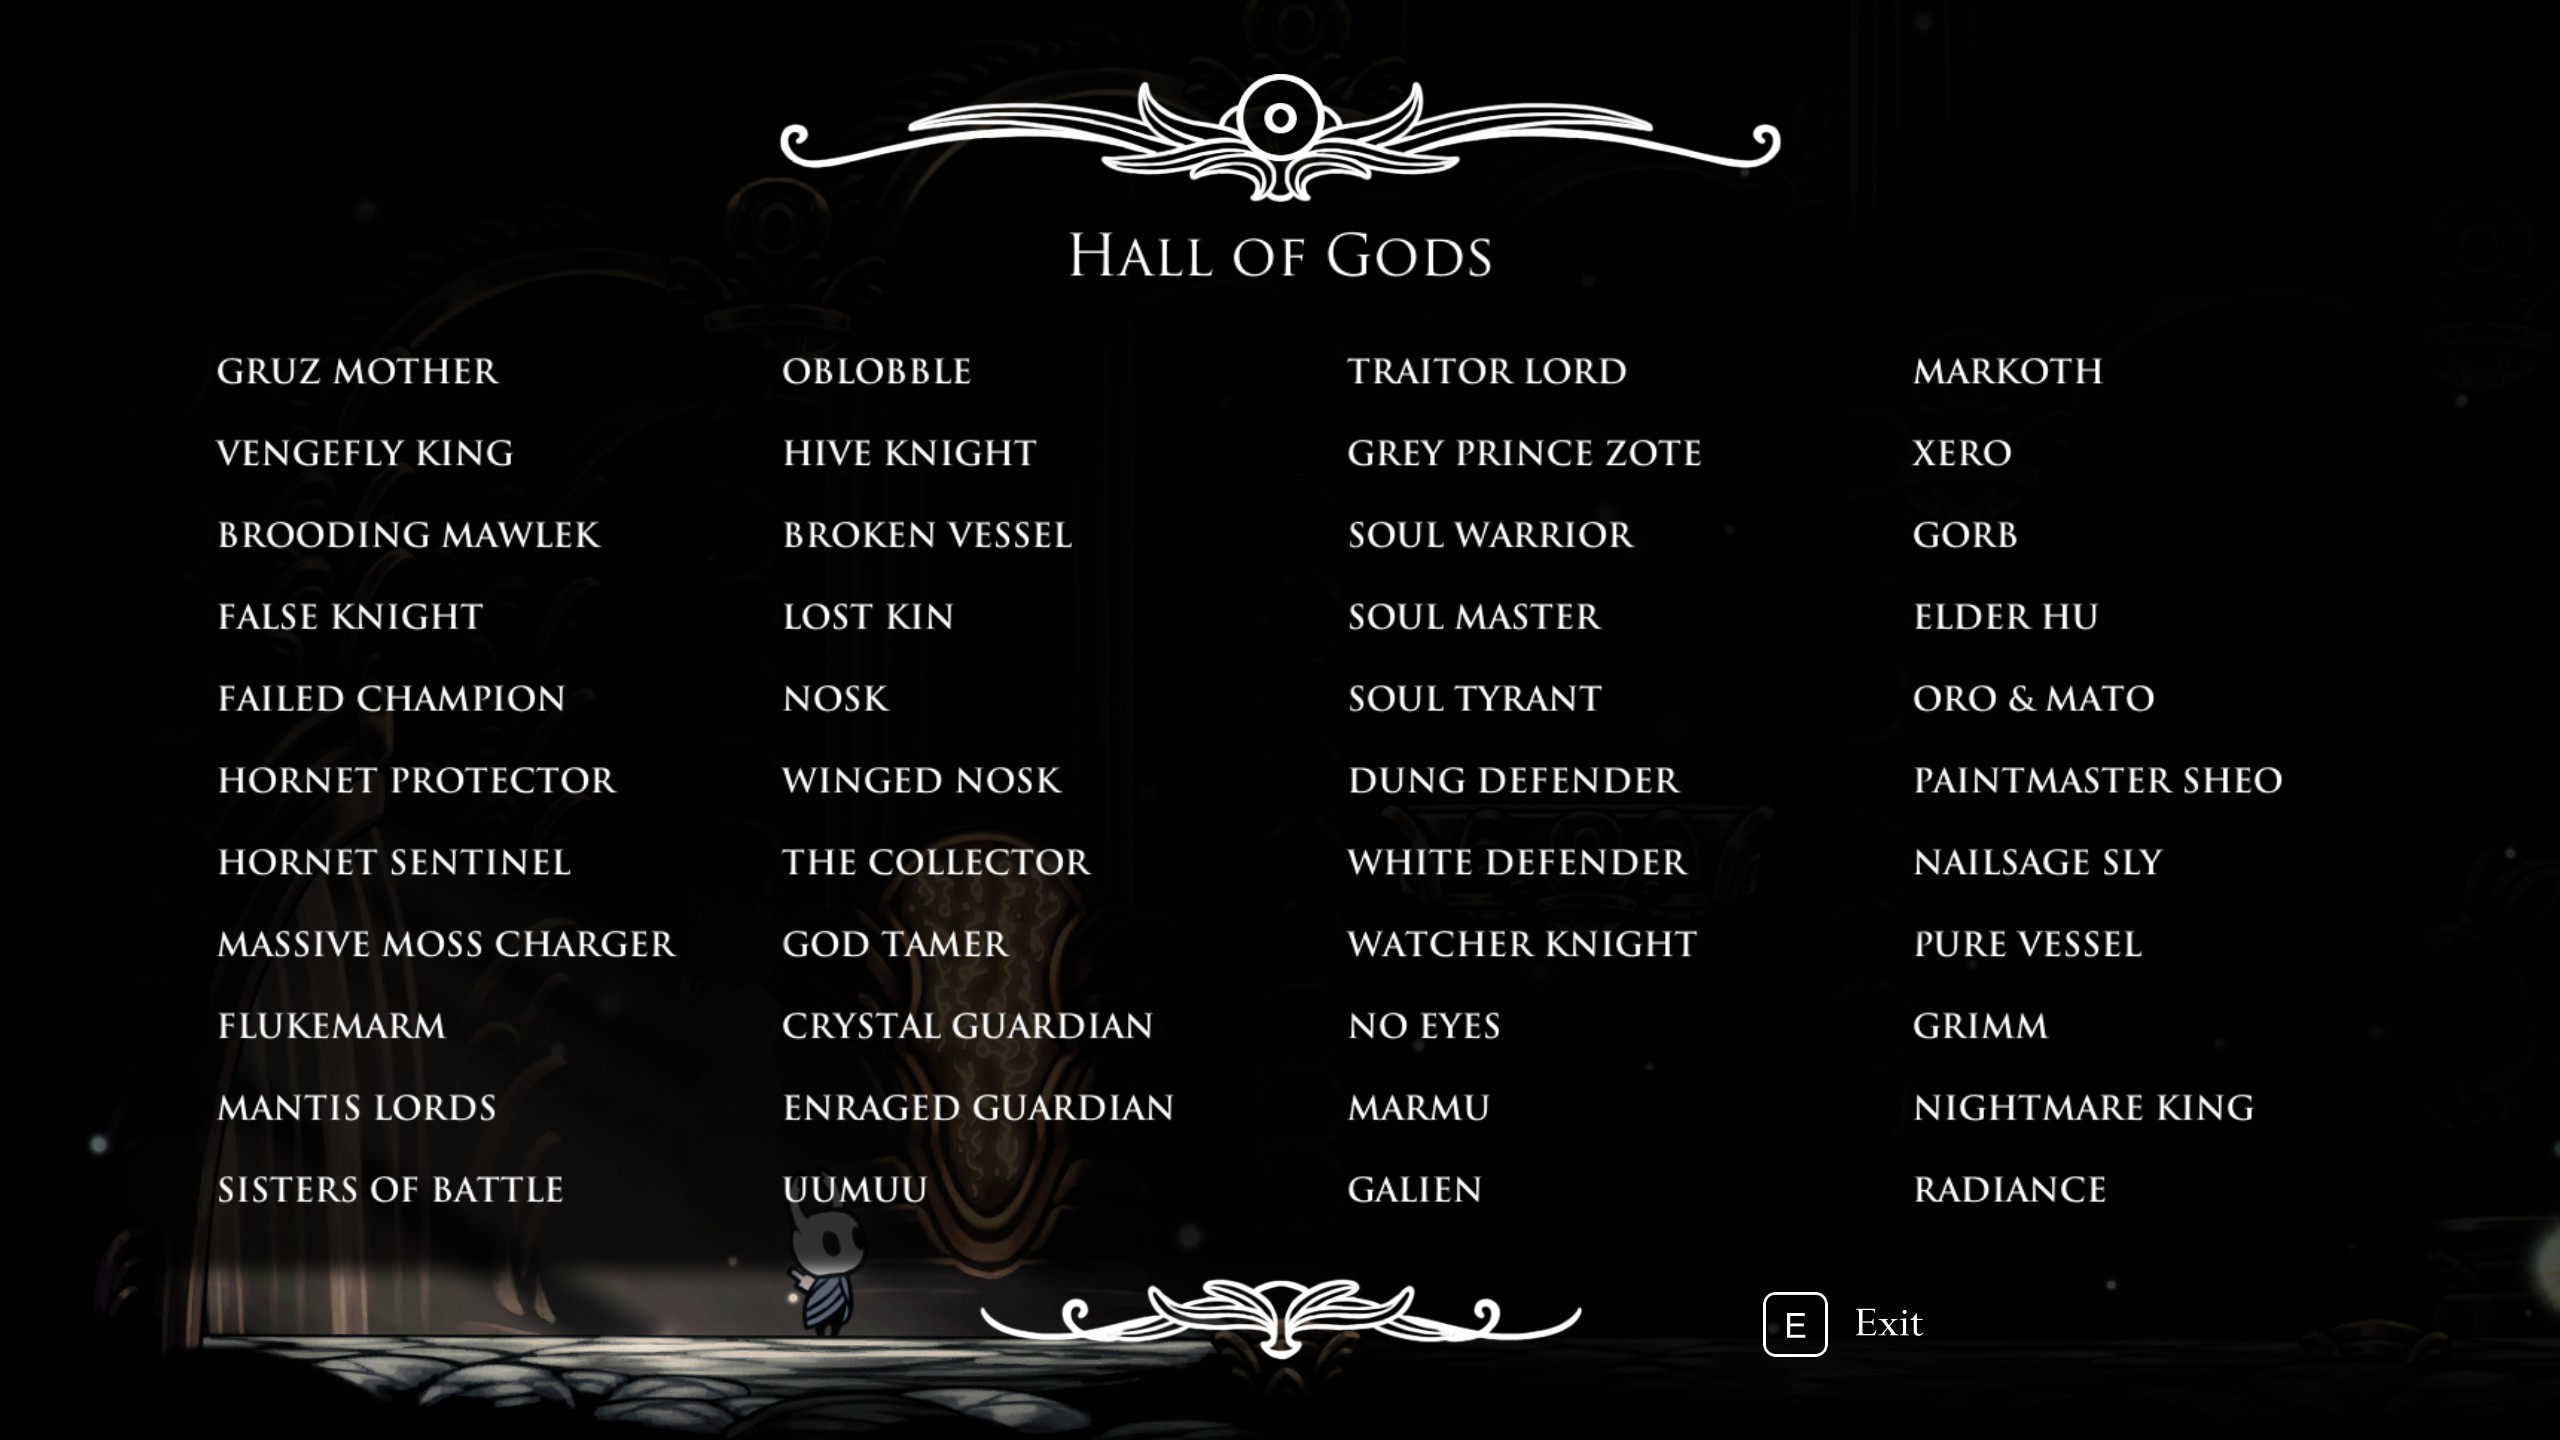 Hall of Gods
GRUZ MOTHER
VENGEFLY KING
BROODING MAWLEK
FALSE KNIGHT
FAILED CHAMPION
HORNET PROTECTOR
HORNET SENTINEL
MASSIVE MOSS CHARGER
FLUKEMARM
MANTIS LORDS
SISTERS OF BATTLE
OBLOBBLE
HIVE KNIGHT
BROKEN VESSEL
LOST KIN
NOSK
WINGED NOSK
THE COLLECTOR
GOD TAMER
CRYSTAL GUARDIAN
ENRAGED GUARDIAN
UUMUU
TRAITOR LORD
GREY PRINCE ZOTE
SOUL WARRIOR
SOUL MASTER
SOUL TYRANT
DUNG DEFENDER
WHITE DEFENDER
WATCHER KNIGHT
NO EYES
MARMU
GALIEN
MARKOTH
XERO
GORB
ELDER HU
ORO & MATO
PAINTMASTER SHEO
NAILSAGE SLY
PURE VESSEL
GRIMM
NIGHTMARE KING
RADIANCE
E Exit